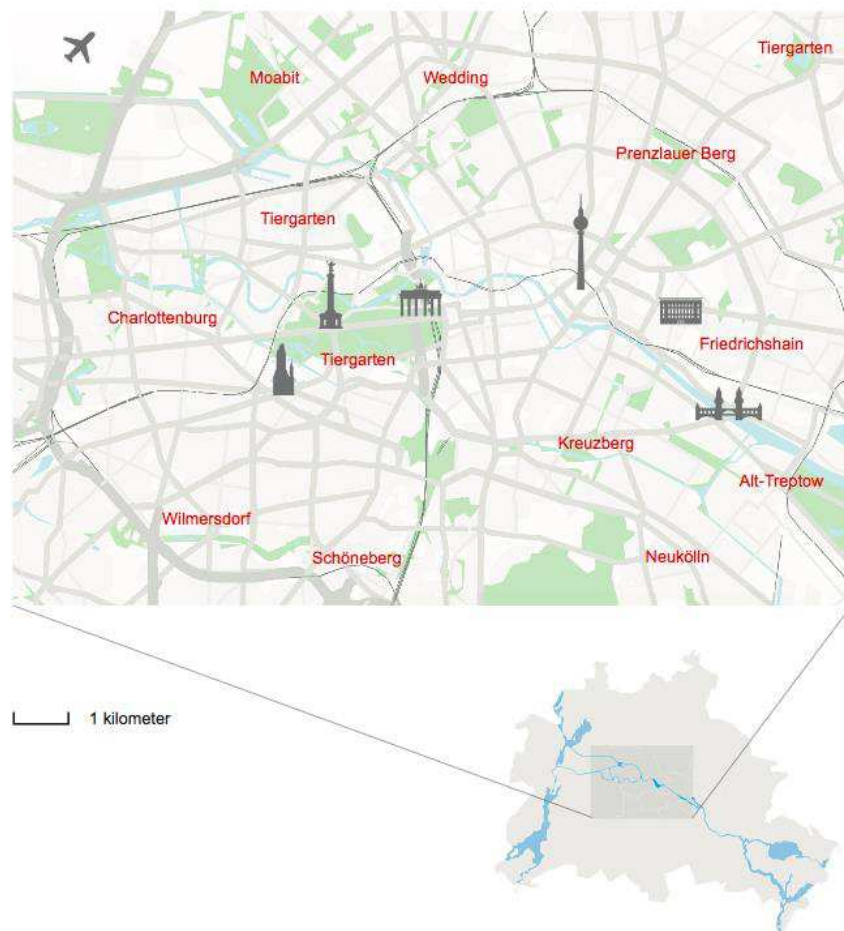 Tiergarten
Moabit
Wedding
Prenzlauer Berg
Tiergarten
Charlottenburg
Tiergarten
Friedrichshain
Kreuzberg
Alt-Treptow
Wilmersdorf
Schöneberg
Neukölln
1 kilometer